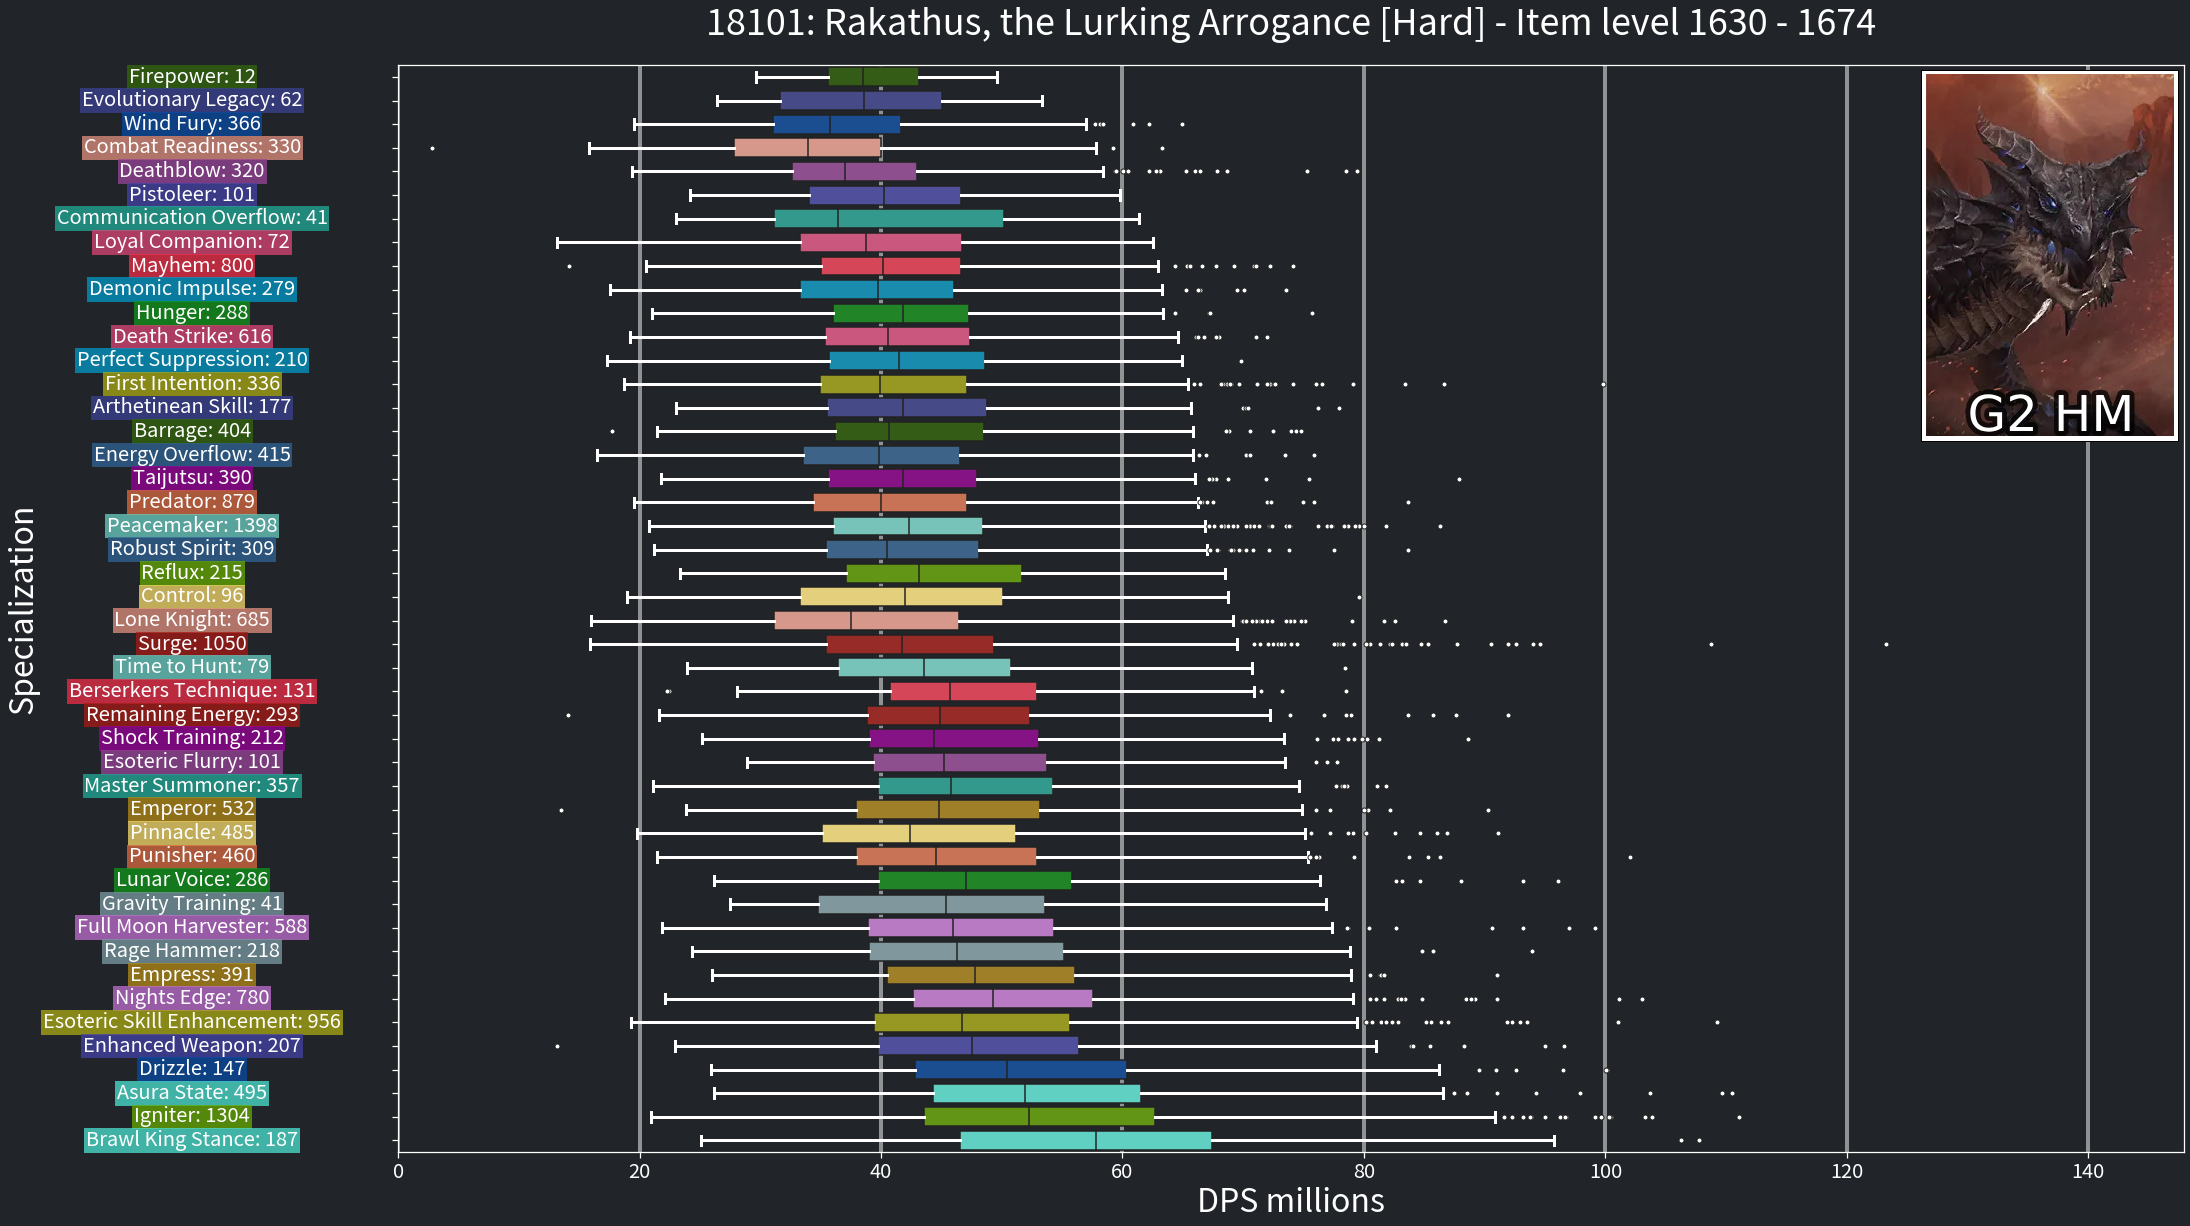 18101: Rakathus, the Lurking Arrogance [Hard] - Item level 1630 - 1674
Firepower: 12
Evolutionary Legacy: 62
Wind Fury: 366
Combat Readiness: 330
Deathblow: 320
Pistoleer: 101
Communication Overflow: 41
Loyal Companion: 72
Mayhem: 800
Demonic Impulse: 279
Hunger: 288
Death Strike: 616
Perfect Suppression: 210
First Intention: 336
Arthetinean Skill: 177
Barrage: 404
Energy Overflow: 415
Taijutsu: 390
Predator: 879
Peacemaker: 1398
Robust Spirit: 309
Reflux: 215
Control: 96
Lone Knight: 685
Surge: 1050
Time to Hunt: 79
Berserkers Technique: 131
Remaining Energy: 293
Shock Training: 212
Esoteric Flurry: 101
Master Summoner: 357
Emperor: 532
Pinnacle: 485
Punisher: 460
Lunar Voice: 286
Gravity Training: 41
Full Moon Harvester: 588
Rage Hammer: 218
Empress: 391
Nights Edge: 780
Esoteric Skill Enhancement: 956
Enhanced Weapon: 207
Drizzle: 147
Asura State: 495
Igniter: 1304
Brawl King Stance: 187
Specialization
G2 HM
0 20 40 60 80 100 120 140
DPS millions